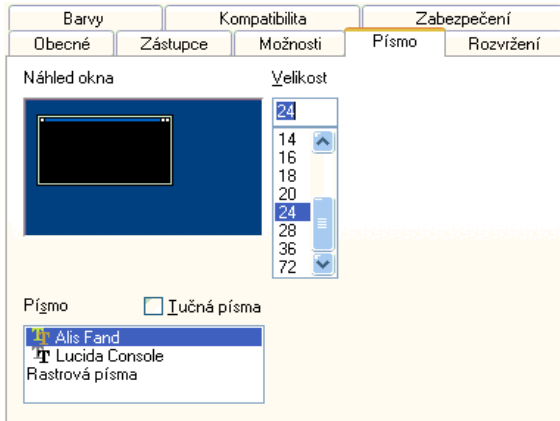 Barvy Kompatibilita Zabezpečení
Obecné Zástupce Možnosti Písmo Rozvržení
Náhled okna Velikost
24
14
16
18
20
24
28
36
72
Písmo Tučná písma
Alis Fand
Lucida Console
Rastrová písma